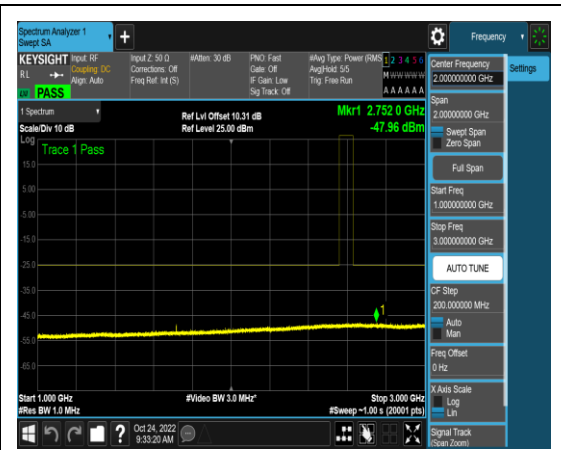 Spectrum Analyzer 1
Swept SA
+
Frequency
KEYSIGHT
Input: RF
Coupling: DC
Align: Auto
Input Z: 50 Ω
Corrections: Off
Freq Ref: Int (S)
#Atten: 30 dB
PNO: Fast
Gate: Off
IF Gain: Low
Sig Track: Off
#Avg Type: Power (RMS
Avg|Hold: 5/5
Trig: Free Run
1 2 3 4 5 6
M W W W W W
A A A A A A
RL
PASS
1 Spectrum
Scale/Div 10 dB
Ref Lvl Offset 10.31 dB
Ref Level 25.00 dBm
Mkr1 2.752 0 GHz
-47.96 dBm
Log
Trace 1 Pass
15.0
5.00
-5.00
-15.0
-25.0
-35.0
-45.0
-55.0
-65.0
1
Start 1.000 GHz
#Res BW 1.0 MHz
#Video BW 3.0 MHz*
Stop 3.000 GHz
#Sweep ~1.00 s (20001 pts)
Center Frequency
2.000000000 GHz
Settings
Span
2.00000000 GHz
Swept Span
Zero Span
Full Span
Start Freq
1.000000000 GHz
Stop Freq
3.000000000 GHz
AUTO TUNE
CF Step
200.000000 MHz
Auto
Man
Freq Offset
0 Hz
X Axis Scale
Log
Lin
Signal Track
(Span Zoom)
?
Oct 24, 2022
9:33:20 AM